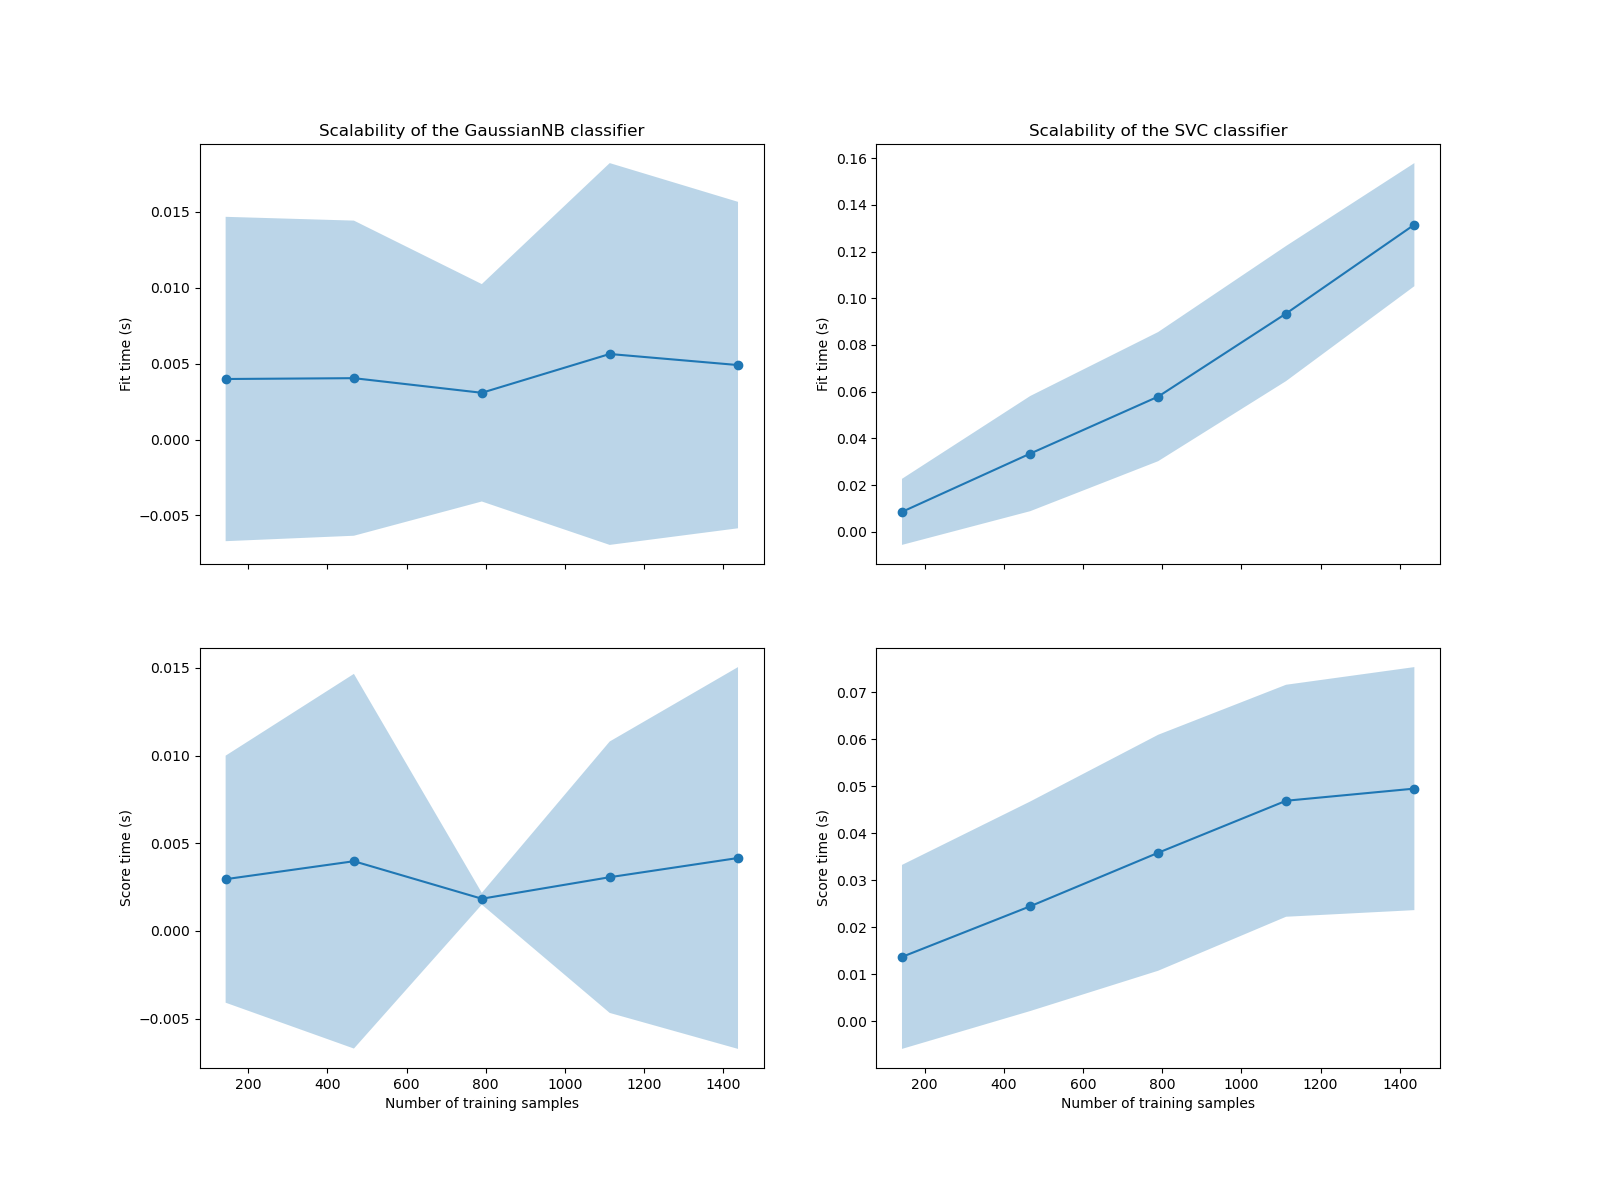 Scalability of the GaussianNB classifier
Fit time (s)
0.015
0.010
0.005
0.000
−0.005
Scalability of the SVC classifier
Fit time (s)
0.16
0.14
0.12
0.10
0.08
0.06
0.04
0.02
0.00
Score time (s)
0.015
0.010
0.005
0.000
−0.005
200 400 600 800 1000 1200 1400
Number of training samples
Score time (s)
0.07
0.06
0.05
0.04
0.03
0.02
0.01
0.00
200 400 600 800 1000 1200 1400
Number of training samples